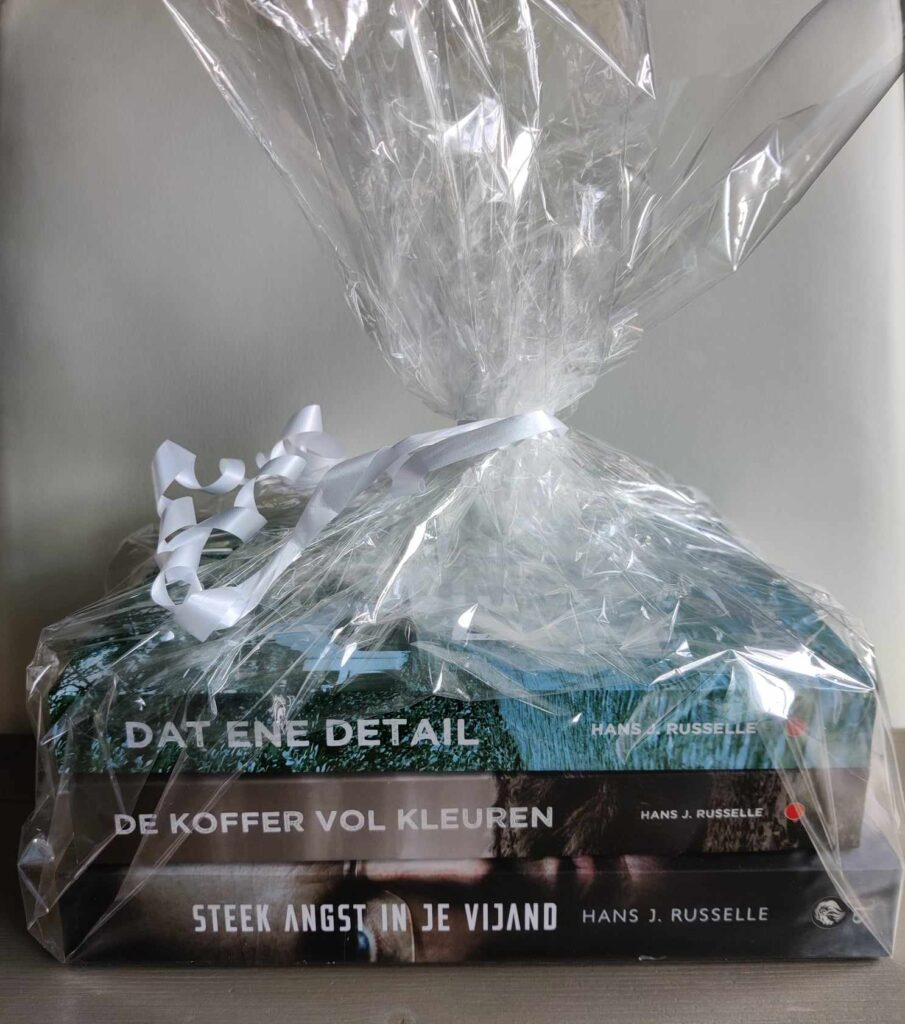 DAT ENE DETAIL HANS J. RUSSELLE
DE KOFFER VOL KLEUREN HANS J. RUSSELLE
STEEK ANGST IN JE VIJAND HANS J. RUSSELLE